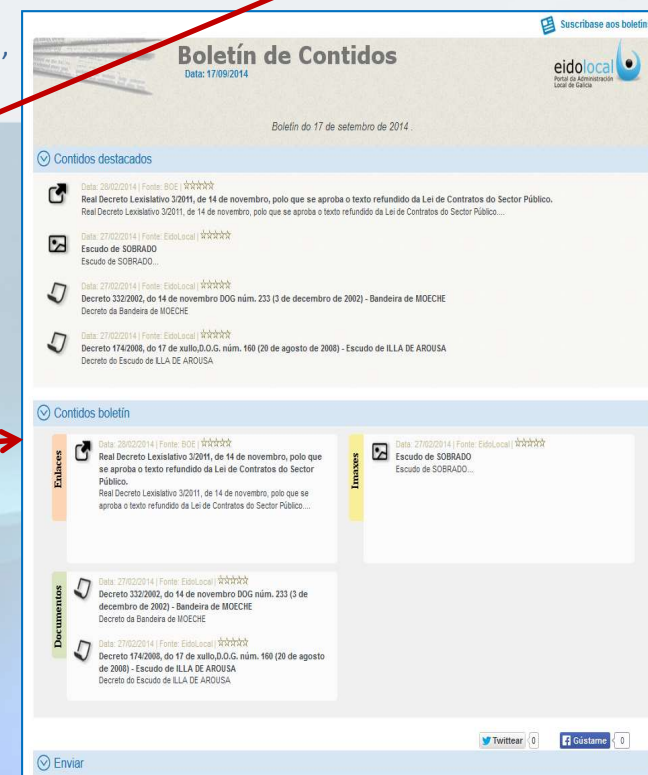 Suscribase aos boletin
Boletín de Contidos
Data: 17/09/2014
eidolocal
Portal da Administración
Local de Galicia
Boletín do 17 de setembro de 2014 .
Contidos destacados
Data: 28/02/2014 | Fonte: BOE |
Real Decreto Lexislativo 3/2011, de 14 de novembro, polo que se aproba o texto refundido da Lei de Contratos do Sector Público.
Real Decreto Lexislativo 3/2011, de 14 de novembro, polo que se aproba o texto refundido da Lei de Contratos do Sector Público....
Data: 27/02/2014 | Fonte: EidoLocal |
Escudo de SOBRADO
Escudo de SOBRADO...
Data: 27/02/2014 | Fonte: EidoLocal |
Decreto 332/2002, do 14 de novembro DOG núm. 233 (3 de decembro de 2002) - Bandeira de MOECHE
Decreto da Bandeira de MOECHE
Data: 27/02/2014 | Fonte: EidoLocal |
Decreto 174/2008, do 17 de xullo,D.O.G. núm. 160 (20 de agosto de 2008) - Escudo de ILLA DE AROUSA
Decreto do Escudo de ILLA DE AROUSA
Contidos boletín
Enlaces
Data: 28/02/2014 | Fonte: BOE |
Real Decreto Lexislativo 3/2011, de 14 de novembro, polo que
se aproba o texto refundido da Lei de Contratos do Sector
Público.
Real Decreto Lexislativo 3/2011, de 14 de novembro, polo que se
aproba o texto refundido da Lei de Contratos do Sector Público....
Imaxes
Data: 27/02/2014 | Fonte: EidoLocal |
Escudo de SOBRADO
Escudo de SOBRADO...
Documentos
Data: 27/02/2014 | Fonte: EidoLocal |
Decreto 332/2002, do 14 de novembro DOG núm. 233 (3 de
decembro de 2002) - Bandeira de MOECHE
Decreto da Bandeira de MOECHE
Data: 27/02/2014 | Fonte: EidoLocal |
Decreto 174/2008, do 17 de xullo,D.O.G. núm. 160 (20 de agosto
de 2008) - Escudo de ILLA DE AROUSA
Decreto do Escudo de ILLA DE AROUSA
Twittear 0
Gústame 0
Enviar